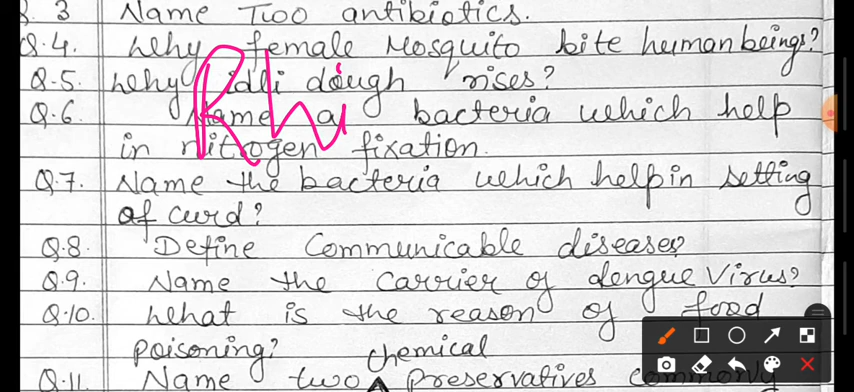 Q. 3 Name Two antibiotics.
Q.4. Why female Mosquito bite human beings?
Q.5. Why idli dough rises?
Q.6 Name a bacteria which help
in nitrogen fixation.
Rhi
Q.7. Name the bacteria which help in setting
of curd?
Q.8. Define Communicable diseases?
Q.9. Name the carrier of dengue Virus?
Q.10. What is the reason of food
poisoning?
chemical
Q.11. Name two preservatives commonly